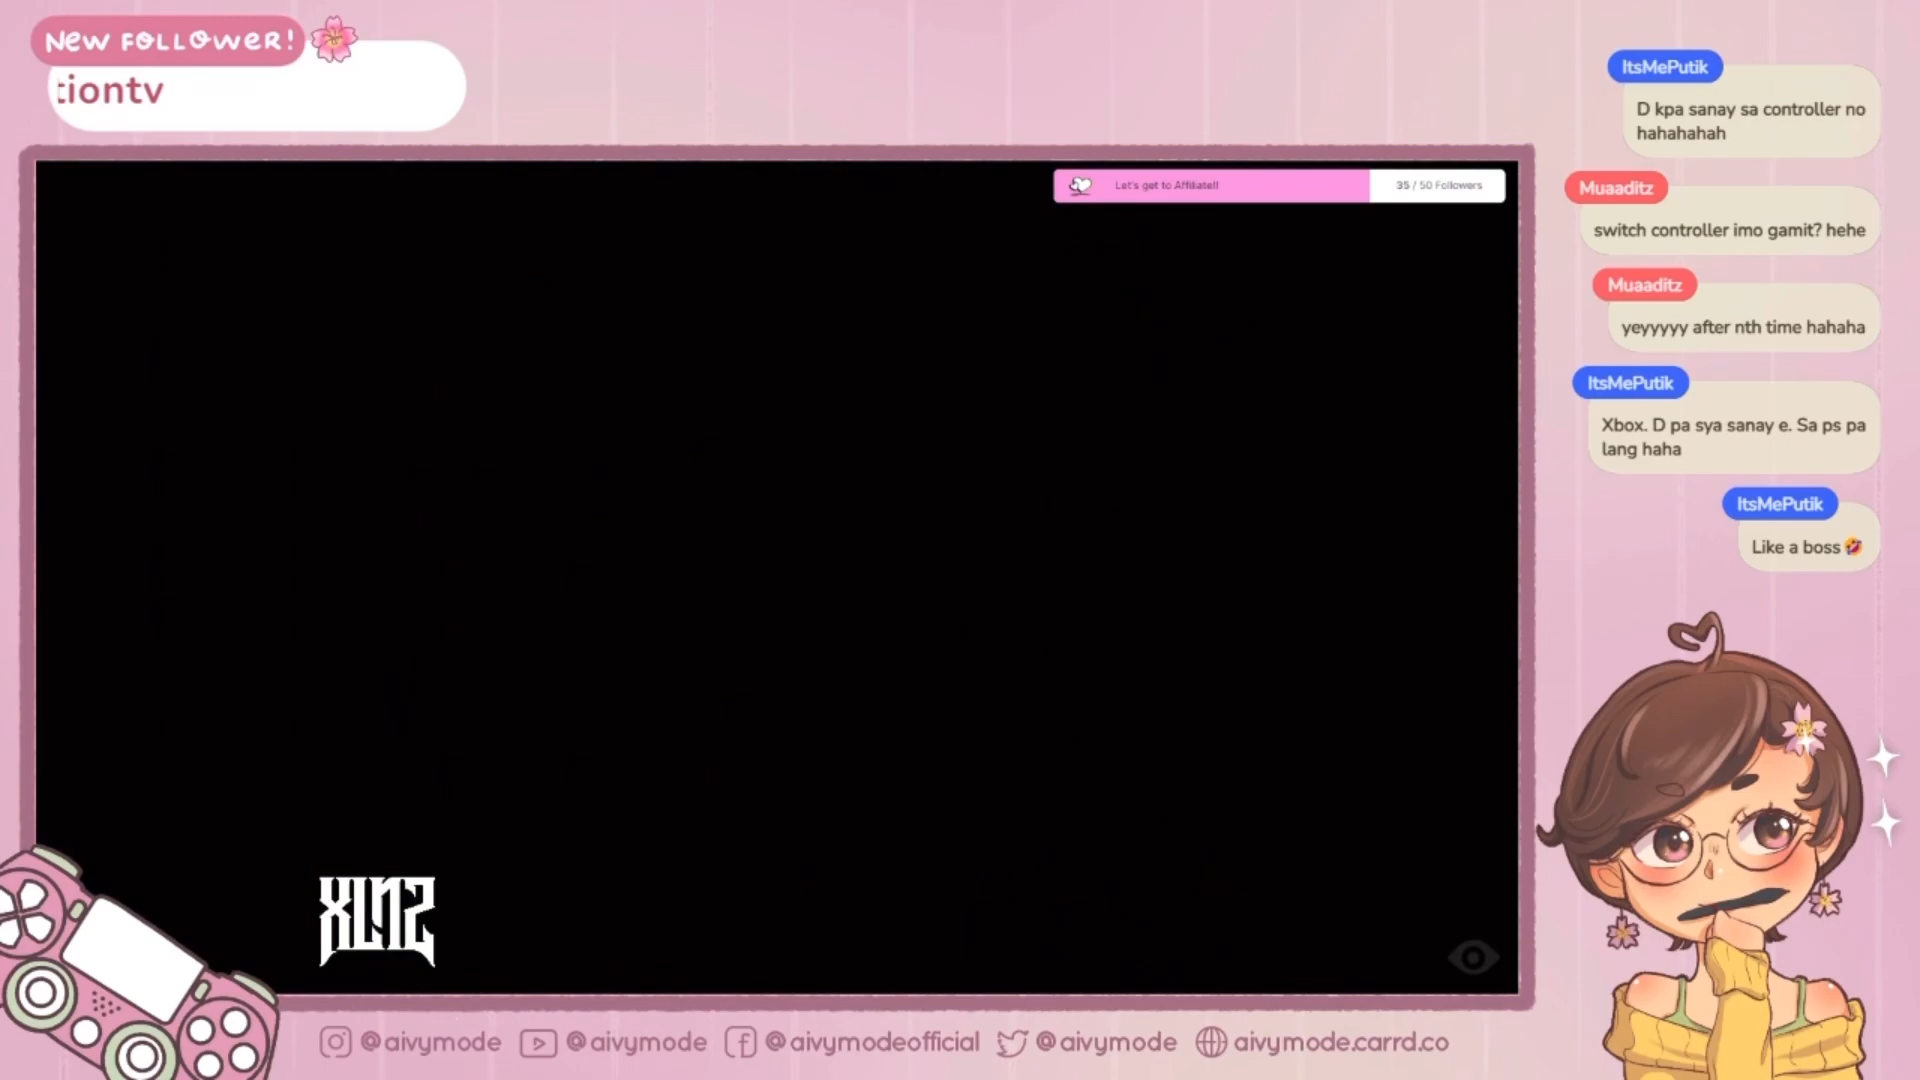 NEW FOLLOWER!
tiontv
Let's get to Affiliate!!
35 / 50 Followers
ItsMePutik
D kpa sanay sa controller no
hahahahah
Muaaditz
switch controller imo gamit? hehe
Muaaditz
yeyyyyy after nth time hahaha
ItsMePutik
Xbox. D pa sya sanay e. Sa ps pa
lang haha
ItsMePutik
Like a boss 🤣
@aivymode @aivymode @aivymodeofficial @aivymode aivymode.carrd.co